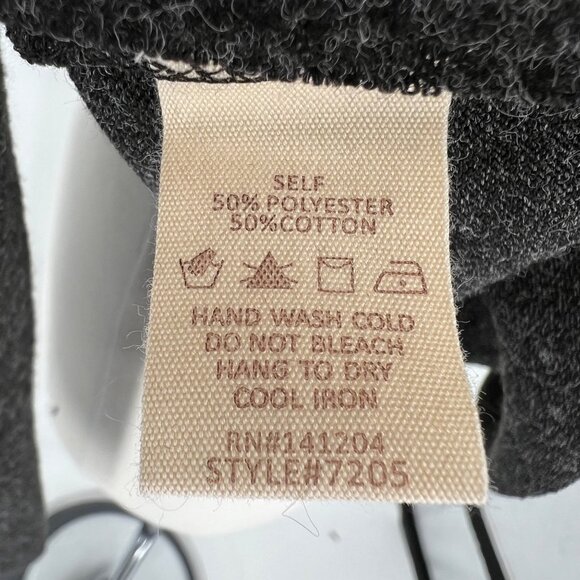 SELF
50% POLYESTER
50%COTTON
HAND WASH COLD
DO NOT BLEACH
HANG TO DRY
COOL IRON
RN#141204
STYLE#7205